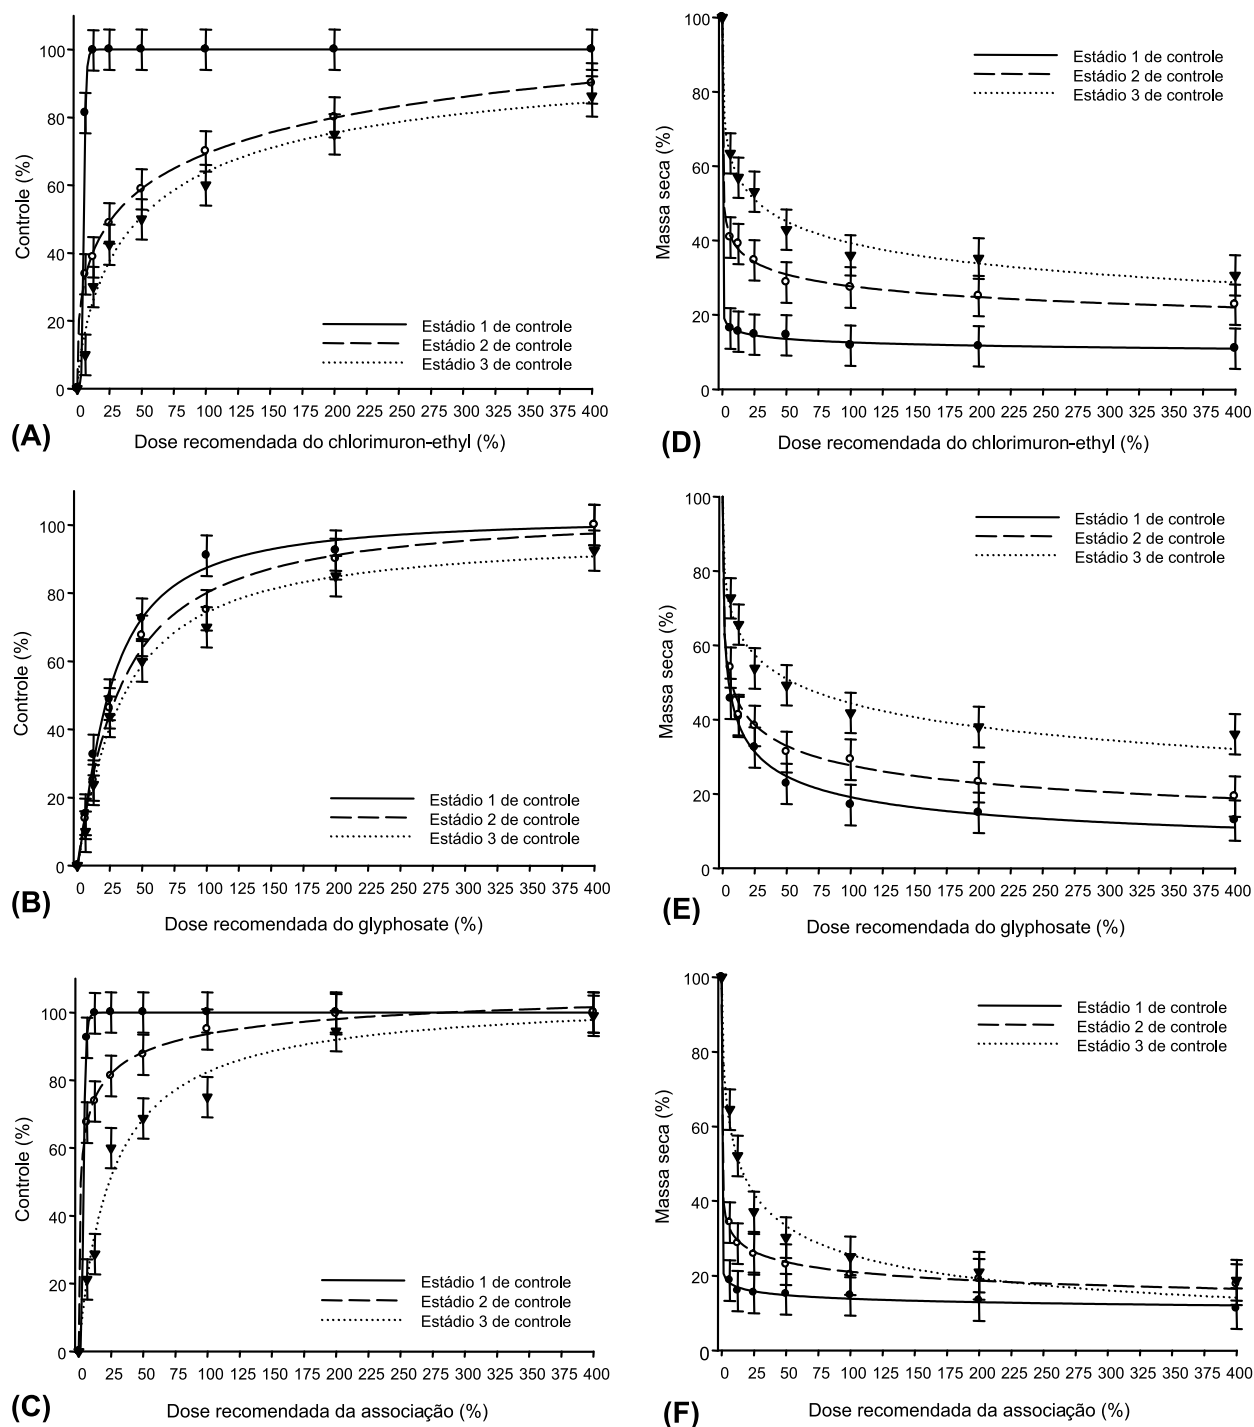 100
80
60
40
20
0
Controle (%)
Estádio 1 de controle
Estádio 2 de controle
Estádio 3 de controle
0 25 50 75 100 125 150 175 200 225 250 275 300 325 350 375 400
(A)
Dose recomendada do chlorimuron-ethyl (%)
100
80
60
40
20
0
Massa seca (%)
Estádio 1 de controle
Estádio 2 de controle
Estádio 3 de controle
0 25 50 75 100 125 150 175 200 225 250 275 300 325 350 375 400
(D)
Dose recomendada do chlorimuron-ethyl (%)
100
80
60
40
20
0
Controle (%)
Estádio 1 de controle
Estádio 2 de controle
Estádio 3 de controle
0 25 50 75 100 125 150 175 200 225 250 275 300 325 350 375 400
(B)
Dose recomendada do glyphosate (%)
100
80
60
40
20
0
Massa seca (%)
Estádio 1 de controle
Estádio 2 de controle
Estádio 3 de controle
0 25 50 75 100 125 150 175 200 225 250 275 300 325 350 375 400
(E)
Dose recomendada do glyphosate (%)
100
80
60
40
20
0
Controle (%)
Estádio 1 de controle
Estádio 2 de controle
Estádio 3 de controle
0 25 50 75 100 125 150 175 200 225 250 275 300 325 350 375 400
(C)
Dose recomendada da associação (%)
100
80
60
40
20
0
Massa seca (%)
Estádio 1 de controle
Estádio 2 de controle
Estádio 3 de controle
0 25 50 75 100 125 150 175 200 225 250 275 300 325 350 375 400
(F)
Dose recomendada da associação (%)